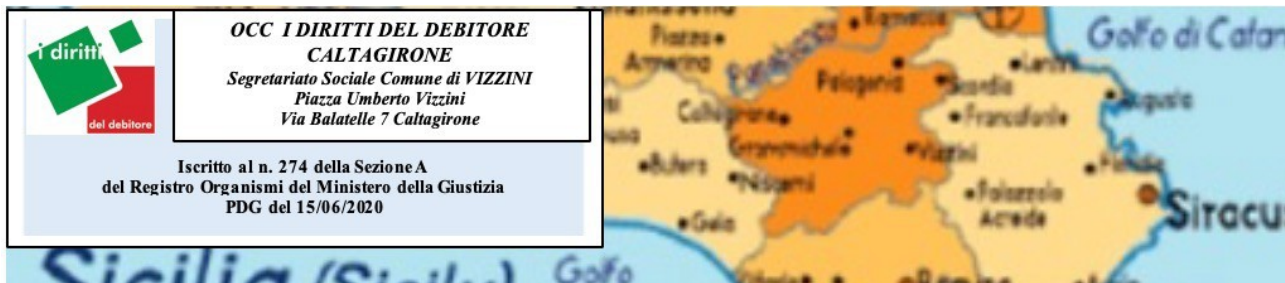 i diritti
del debitore
OCC I DIRITTI DEL DEBITORE
CALTAGIRONE
Segretariato Sociale Comune di VIZZINI
Piazza Umberto Vizzini
Via Balatelle 7 Caltagirone
Iscritto al n. 274 della Sezione A
del Registro Organismi del Ministero della Giustizia
PDG del 15/06/2020
Golfo di Catan
Piazza
Armerina
Ramacca
Palagonia
Scordia
Lentini
Augusta
Caltagirone
Francofonte
Grammichele
Vizzini
Butera
Niscemi
Floridia
Palazzolo
Acreide
Siracu
Gela
Sicilia (Sicily)
Golfo